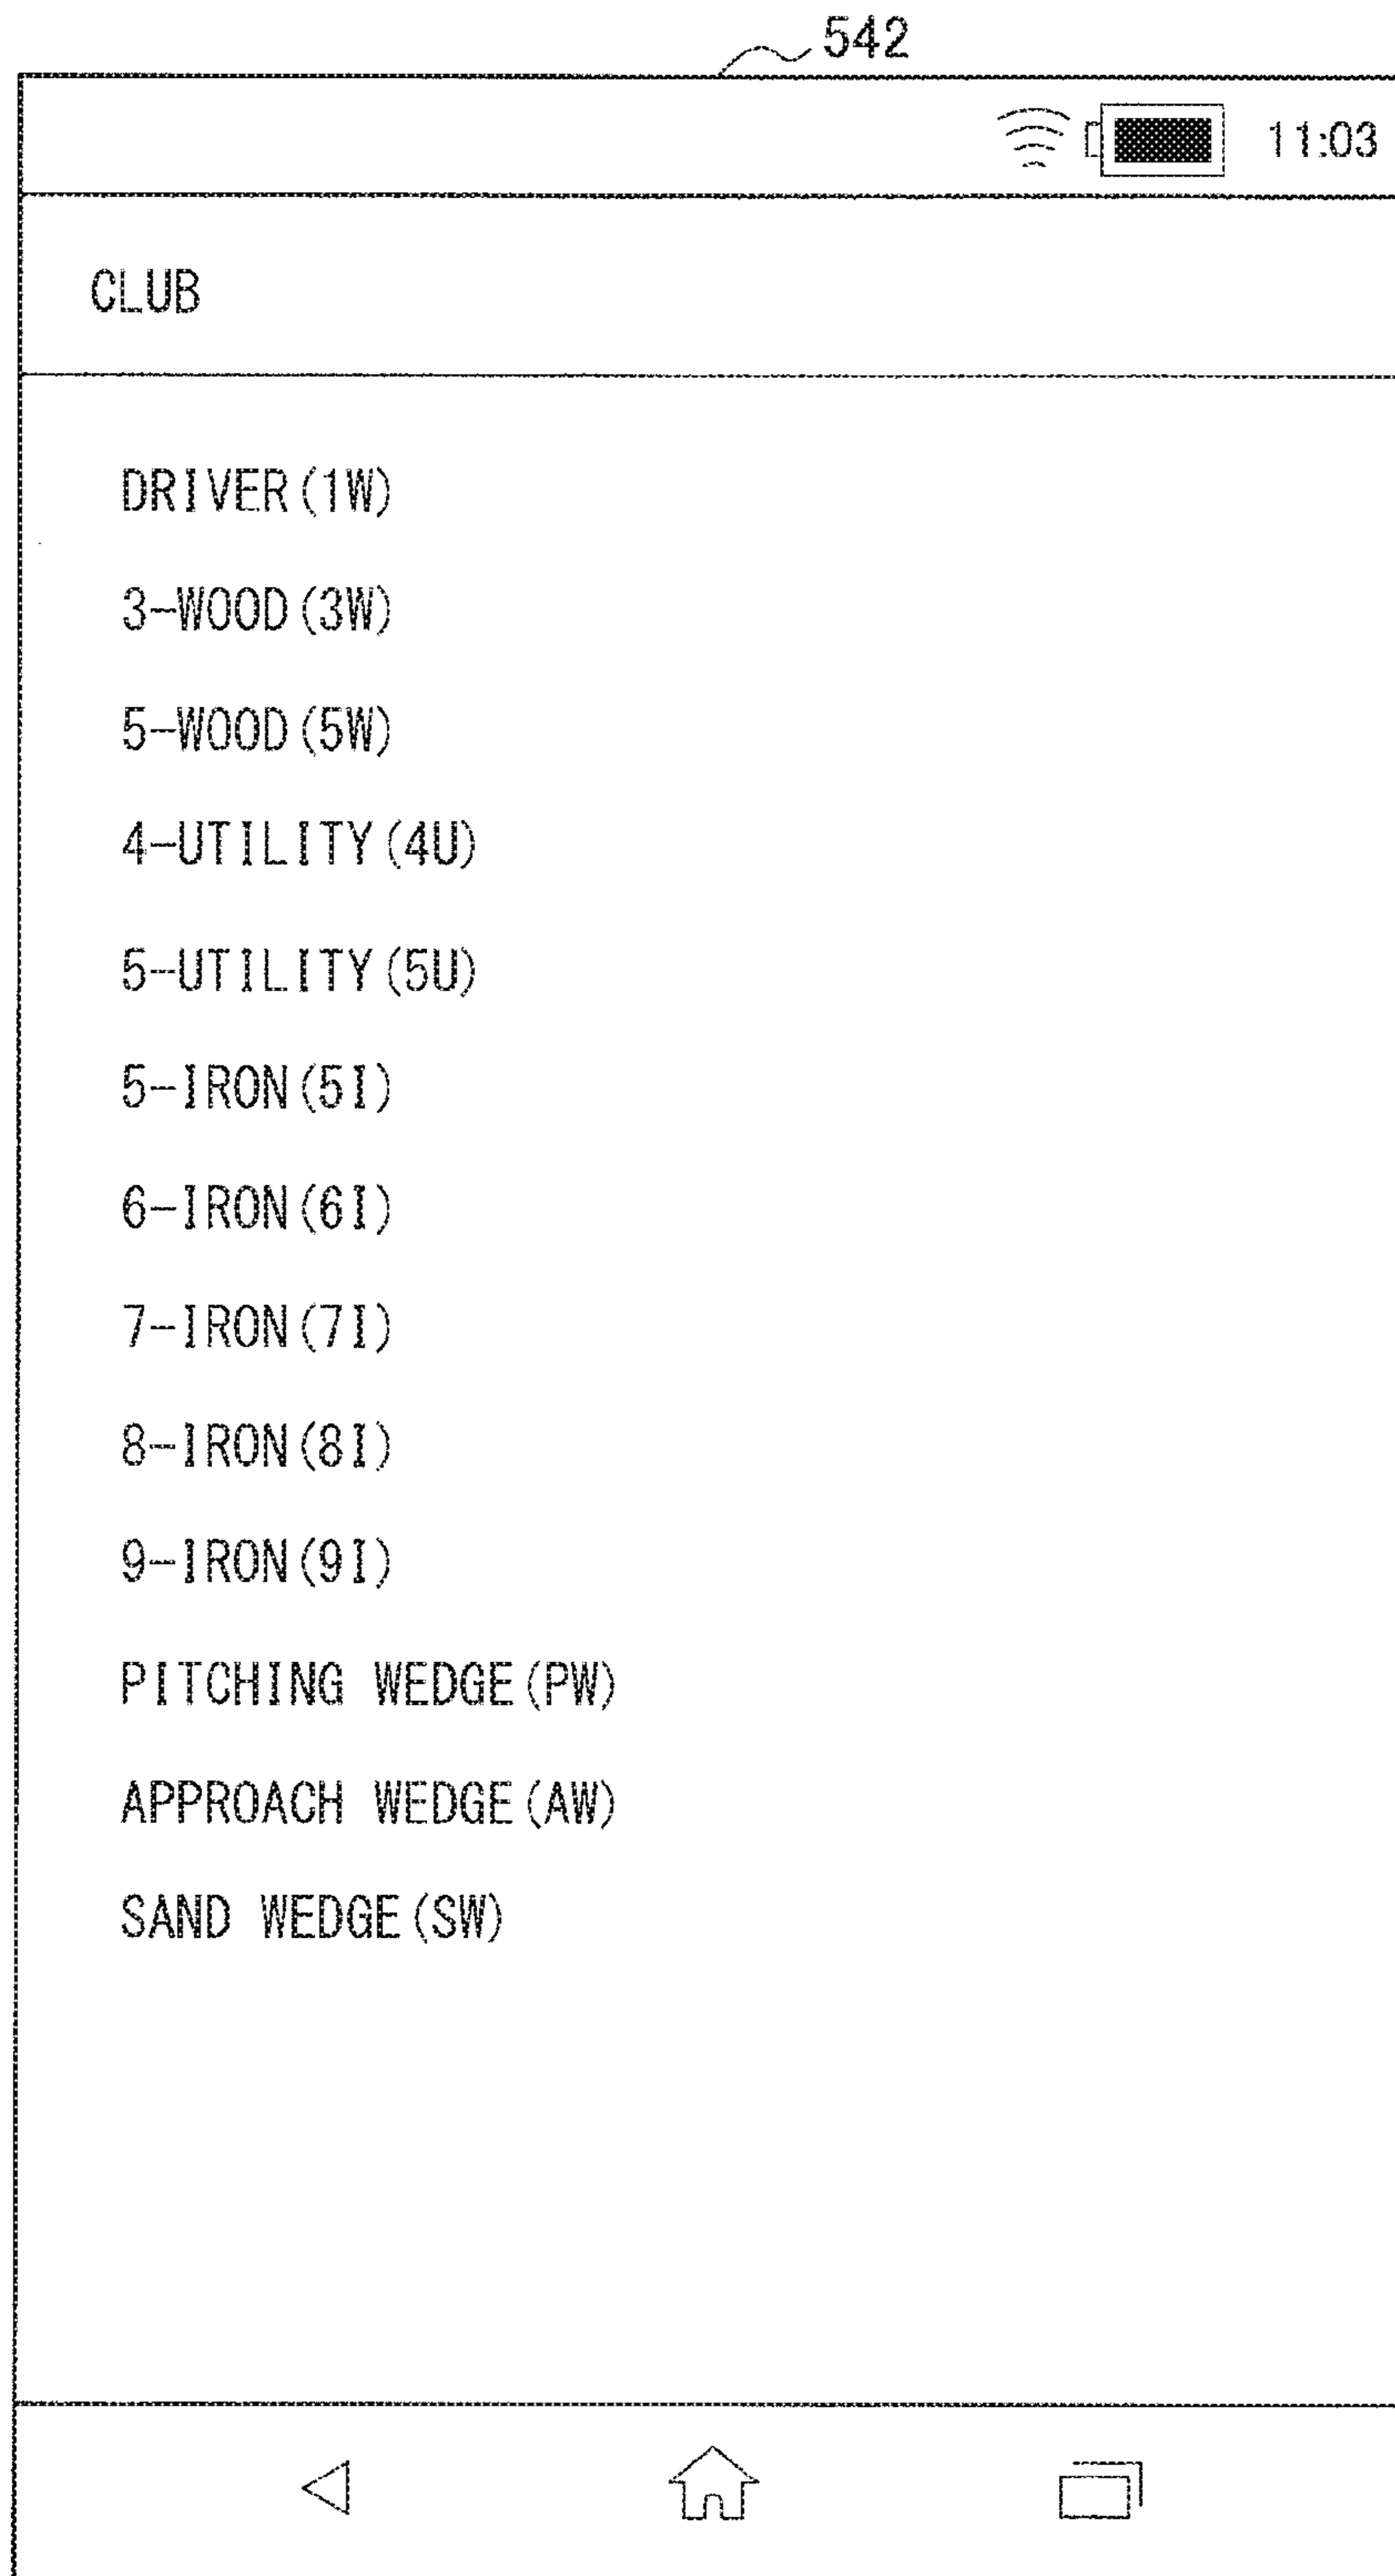 542
11:03
CLUB
DRIVER(1W)
3-WOOD(3W)
5-WOOD(5W)
4-UTILITY(4U)
5-UTILITY(5U)
5-IRON(5I)
6-IRON(6I)
7-IRON(7I)
8-IRON(8I)
9-IRON(9I)
PITCHING WEDGE(PW)
APPROACH WEDGE(AW)
SAND WEDGE(SW)